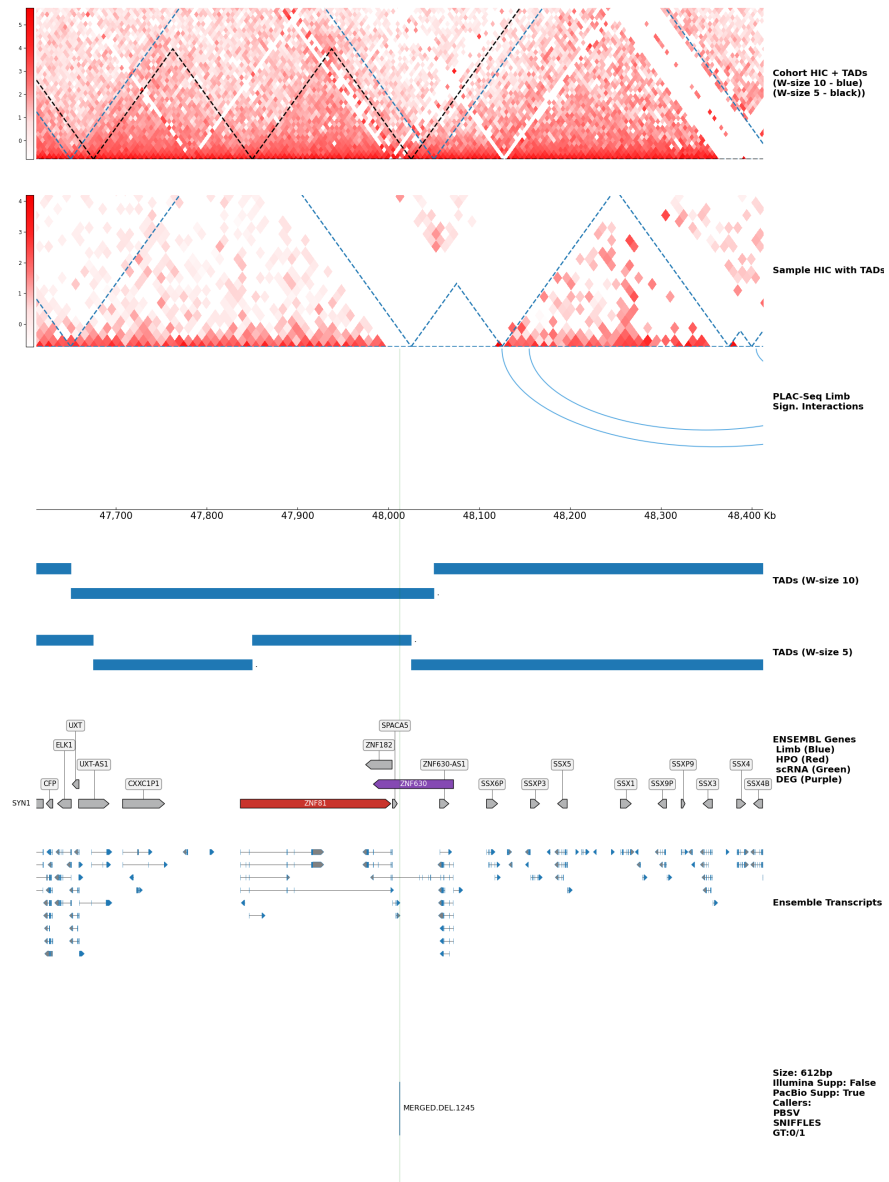 5
4
3
2
1
0
Cohort HIC + TADs
(W-size 10 - blue)
(W-size 5 - black))
4
3
2
1
0
Sample HIC with TADs
PLAC-Seq Limb
Sign. Interactions
47,700 47,800 47,900 48,000 48,100 48,200 48,300 48,400 Kb
TADs (W-size 10)
TADs (W-size 5)
UXT SPACA5
ELK1 ZNF182
UXT-AS1 ZNF630-AS1 SSX5 SSXP9 SSX4
CFP CXXC1P1 ZNF630 SSX6P SSXP3 SSX1 SSX9P SSX3 SSX4B
SYN1 ZNF81
ENSEMBL Genes
Limb (Blue)
HPO (Red)
scRNA (Green)
DEG (Purple)
Ensemble Transcripts
MERGED.DEL.1245
Size: 612bp
Illumina Supp: False
PacBio Supp: True
Callers:
PBSV
SNIFFLES
GT:0/1